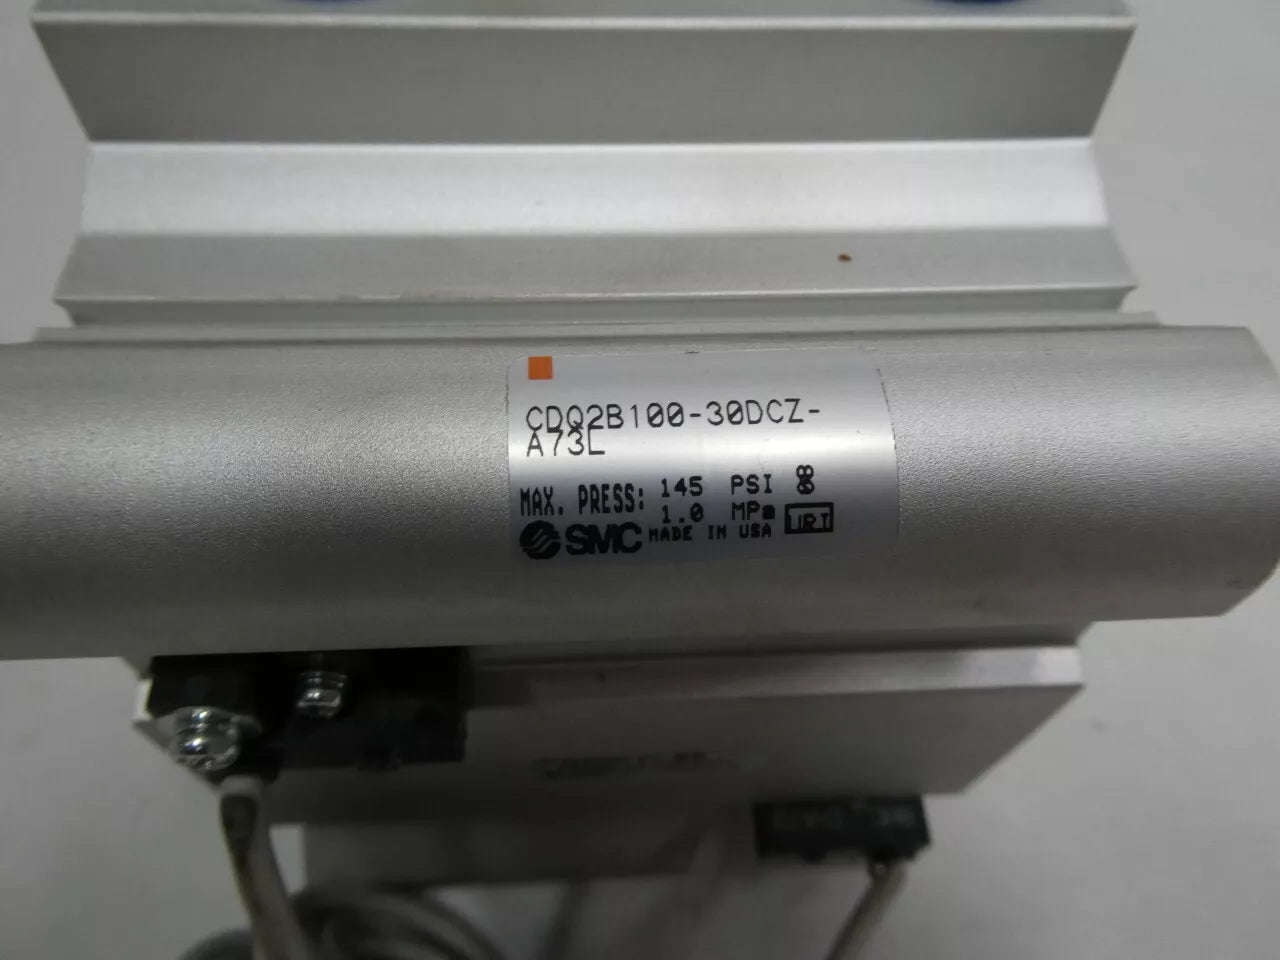 CDQ2B100-30DCZ-
A73L
MAX. PRESS: 145 PSI
1.0 MPa
SMC MADE IN USA